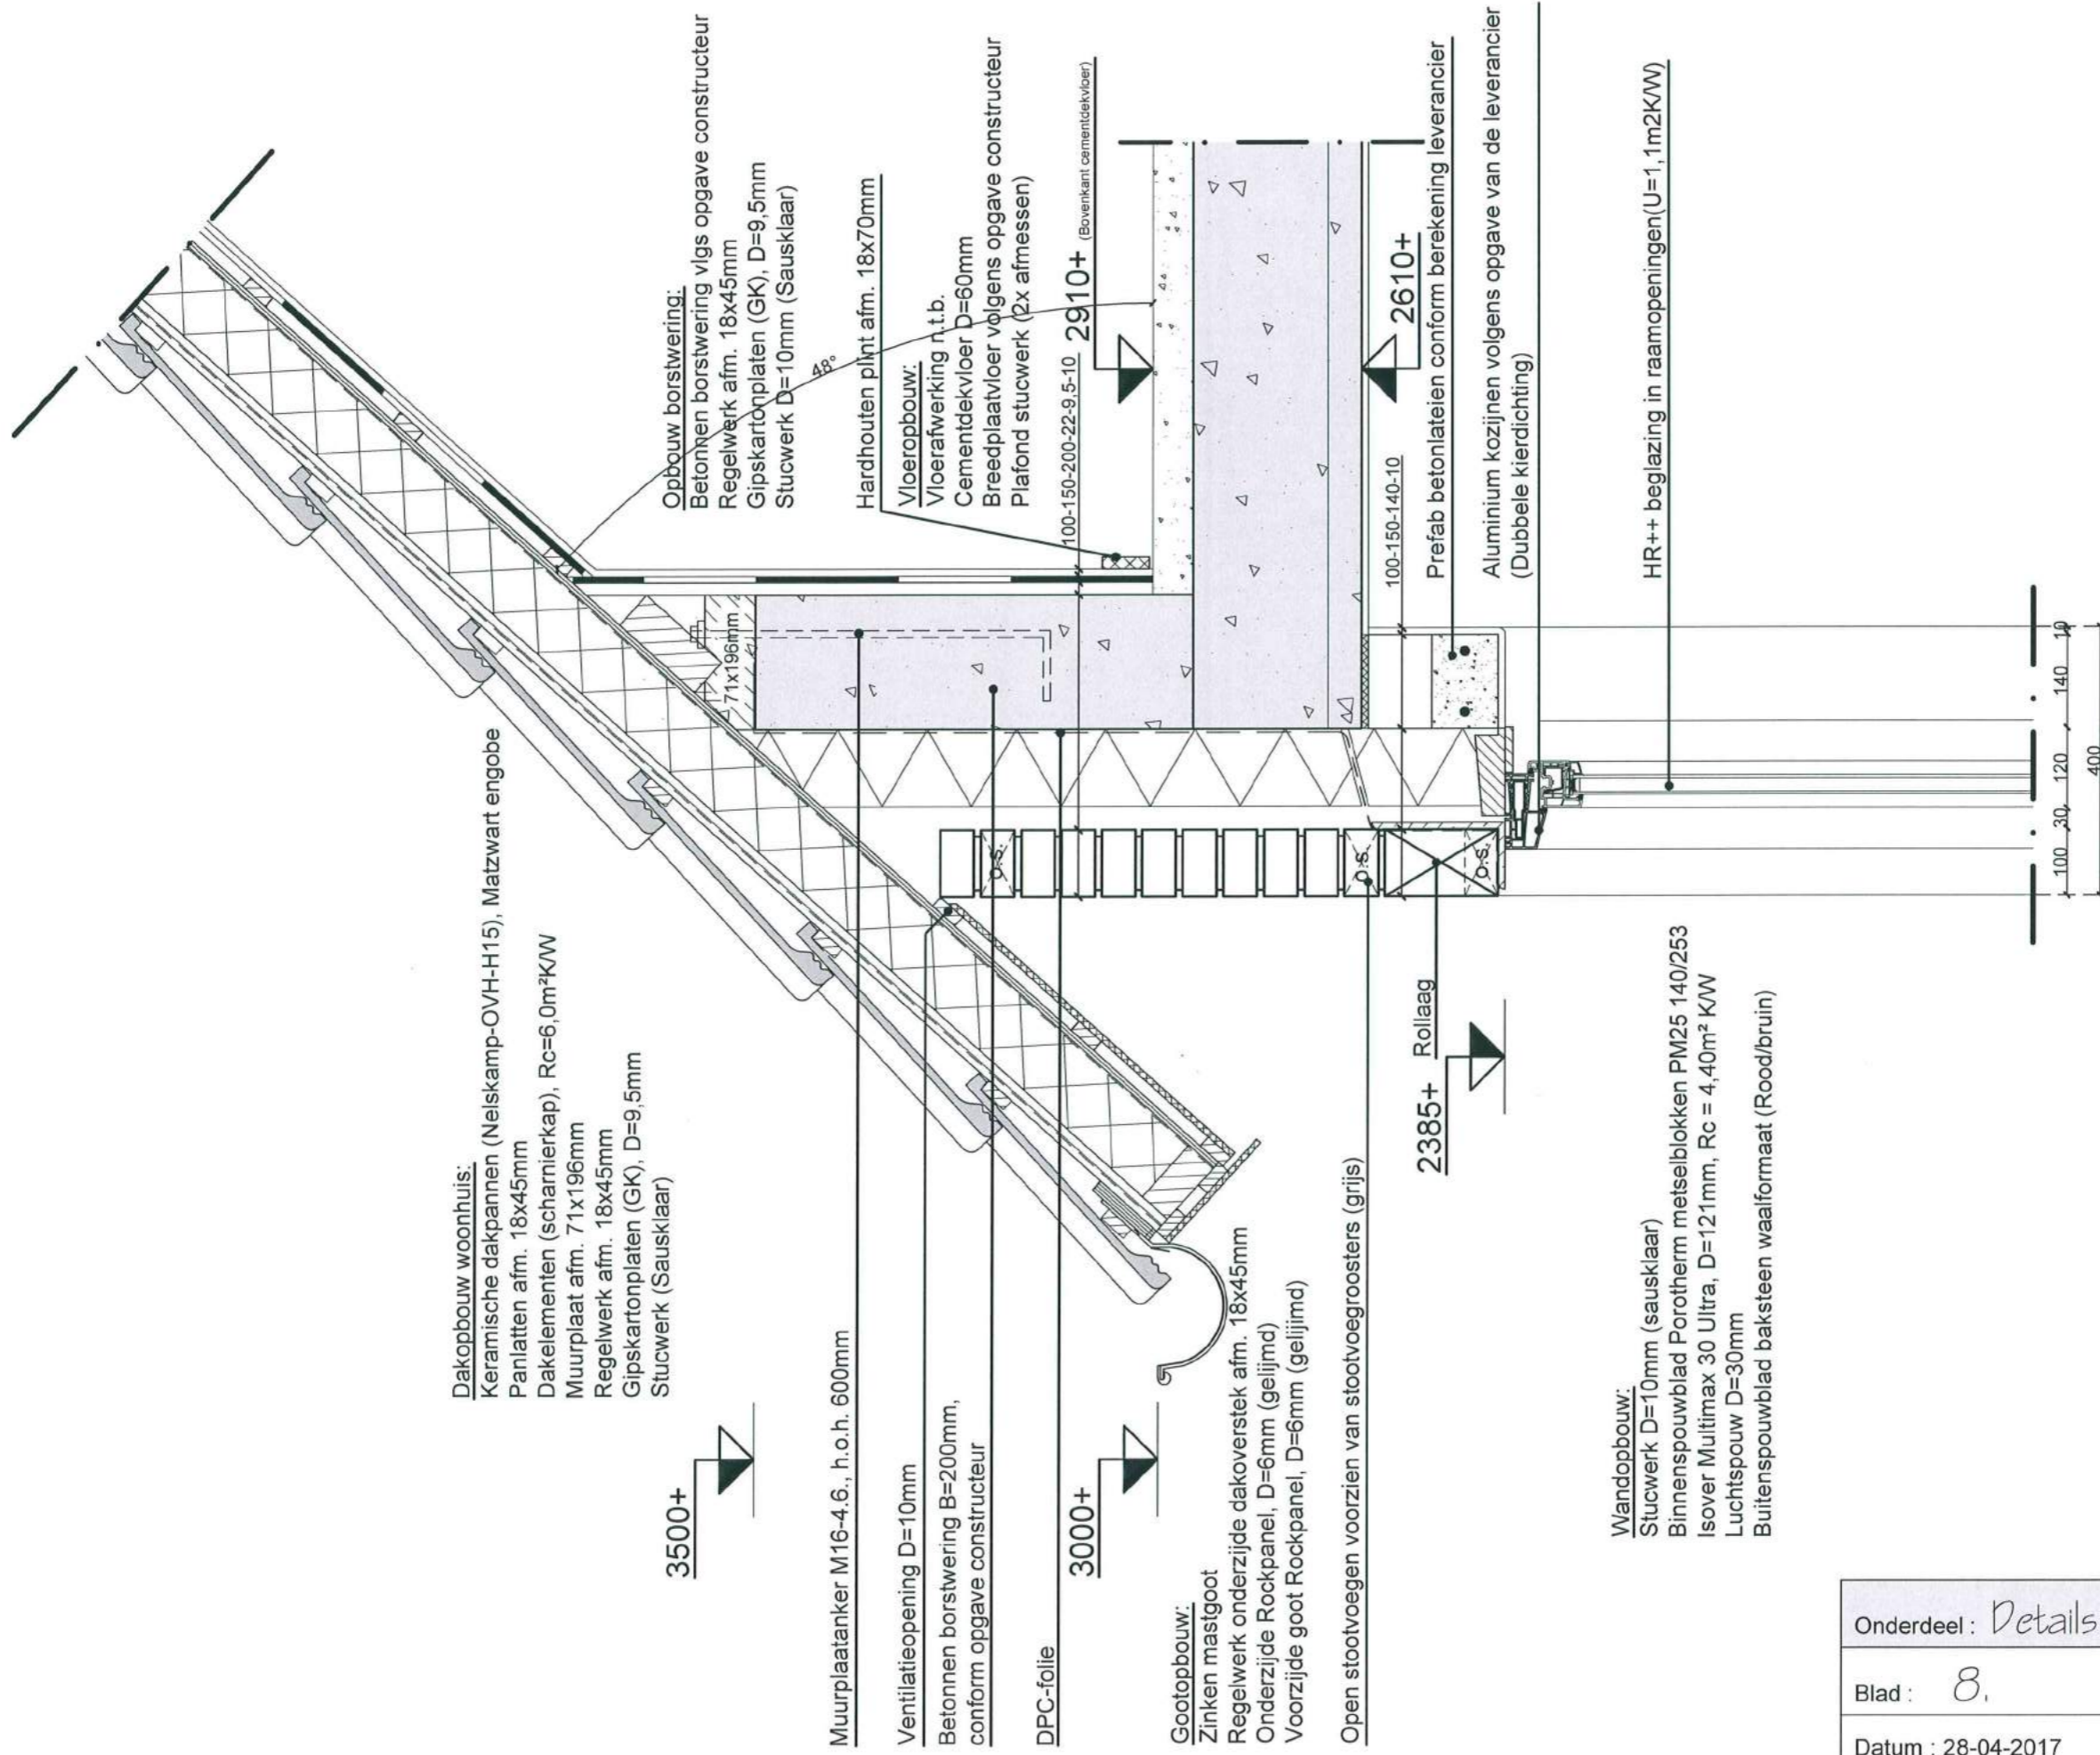 Dakopbouw woonhuis:
Keramische dakpannen (Nelskamp-OVH-H15), Matzwart engobe
Panlatten afm. 18x45mm
Dakelementen (scharnierkap), Rc=6,0m²K/W
Muurplaat afm. 71x196mm
Regelwerk afm. 18x45mm
Gipskartonplaten (GK), D=9,5mm
Stucwerk (Sausklaar)
3500+
Muurplaatanker M16-4.6., h.o.h. 600mm
Ventilatieopening D=10mm
Betonnen borstwering B=200mm,
conform opgave constructeur
DPC-folie
3000+
Gootopbouw:
Zinken mastgoot
Regelwerk onderzijde dakoverstek afm. 18x45mm
Onderzijde Rockpanel, D=6mm (gelijmd)
Voorzijde goot Rockpanel, D=6mm (gelijimd)
Open stootvoegen voorzien van stootvoegroosters (grijs)
2385+
Rollaag
Wandopbouw:
Stucwerk D=10mm (sausklaar)
Binnenspouwblad Porotherm metselbloken PM25 140/253
Isover Multimax 30 Ultra, D=121mm, Rc = 4,40m² K/W
Luchtspouw D=30mm
Buitenspouwblad baksteen waalformaat (Rood/bruin)
Opbouw borstwering:
Betonnen borstwering vlgs opgave constructeur
Regelwerk afm. 18x45mm
Gipskartonplaten (GK), D=9,5mm
Stucwerk D=10mm (Sausklaar)
48°
Hardhouten plint afm. 18x70mm
Vloeropbouw:
Vloerafwerking n.t.b.
Cementdekvloer D=60mm
Breedplaatvloer volgens opgave constructeur
Plafond stucwerk (2x afmessen)
100-150-200-22-9,5-10
2910+ (Bovenkant cementdekvloer)
2610+
100-150-140-10
Prefab betonlateien conform berekening leverancier
Aluminium kozijnen volgens opgave van de leverancier
(Dubbele kierdichting)
HR++ beglazing in raamopeningen(U=1,1m2K/W)
71x196mm
o.s.
o.s.
o.s.
100 30 120 140 10
400
Onderdeel : Details
Blad : 8.
Datum : 28-04-2017